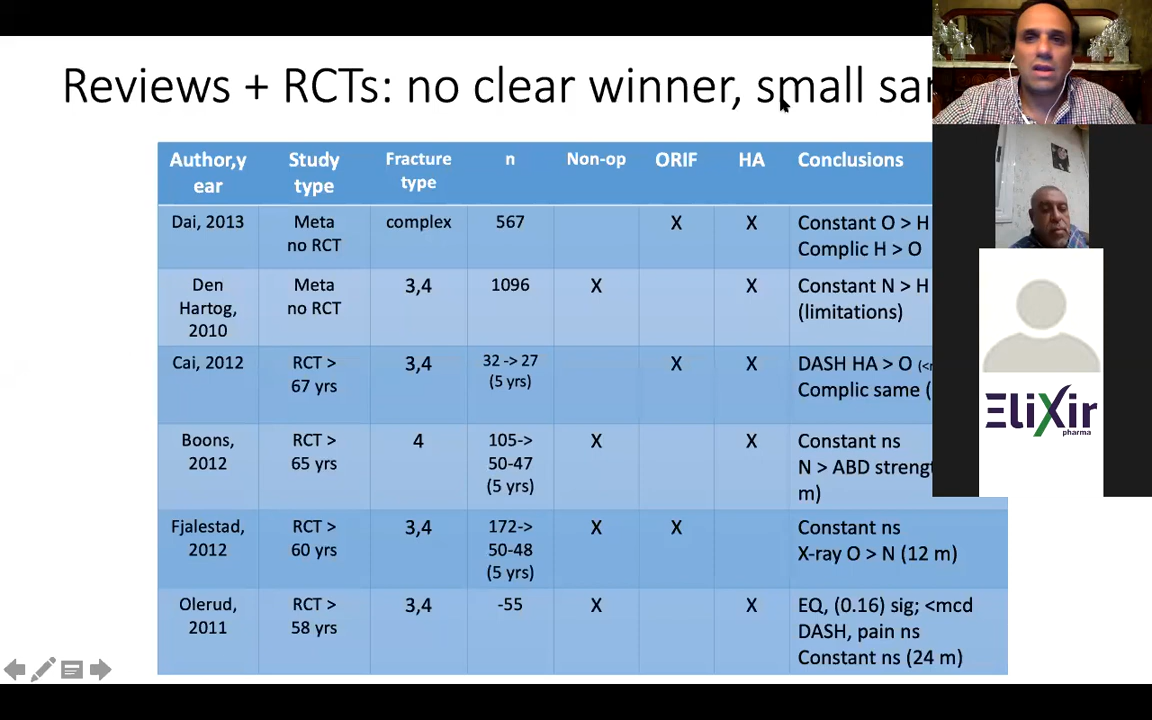 Reviews + RCTs: no clear winner, small
Author,y
ear
Study
type
Fracture
type
n
Non-op
ORIF
HA
Conclusions
Dai, 2013
Meta
no RCT
complex
567
X
X
Constant O > H
Complic H > O
Den
Hartog,
2010
Meta
no RCT
3,4
1096
X
X
Constant N > H
(limitations)
Cai, 2012
RCT >
67 yrs
3,4
32 -> 27
(5 yrs)
X
X
DASH HA > O
Complic same (
Boons,
2012
RCT >
65 yrs
4
105->
50-47
(5 yrs)
X
X
Constant ns
N > ABD
m)
Fjalestad,
2012
RCT >
60 yrs
3,4
172->
50-48
(5 yrs)
X
X
Constant ns
X-ray O > N (12 m)
Olerud,
2011
RCT >
58 yrs
3,4
-55
X
X
EQ, (0.16) sig; <mcd
DASH, pain ns
Constant ns (24 m)
EliXir
pharma